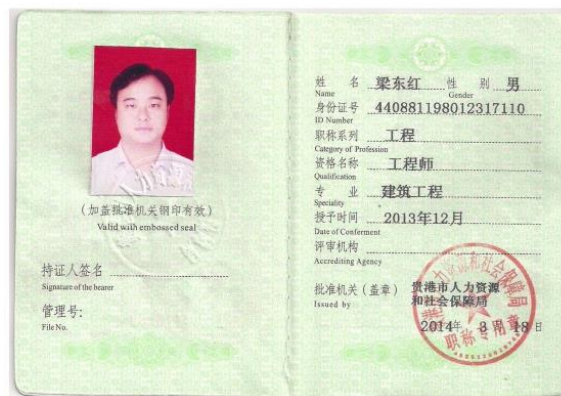 (加盖批准机关钢印有效)
Valid with embossed seal
持证人签名
Signature of the bearer
管理号:
File No.
姓 名 梁东红 性 别 男
Name Gender
身份证号 440881198012317110
ID Number
职称系列 工程
Category of Profession
资格名称 工程师
Qualification
专 业 建筑工程
Speciality
授予时间 2013年12月
Date of Conferment
评审机构
Accrediting Agency
批准机关(盖章) 贵港市人力资源
Issued by 和社会保障局
2014年 3 18日
职称专用章